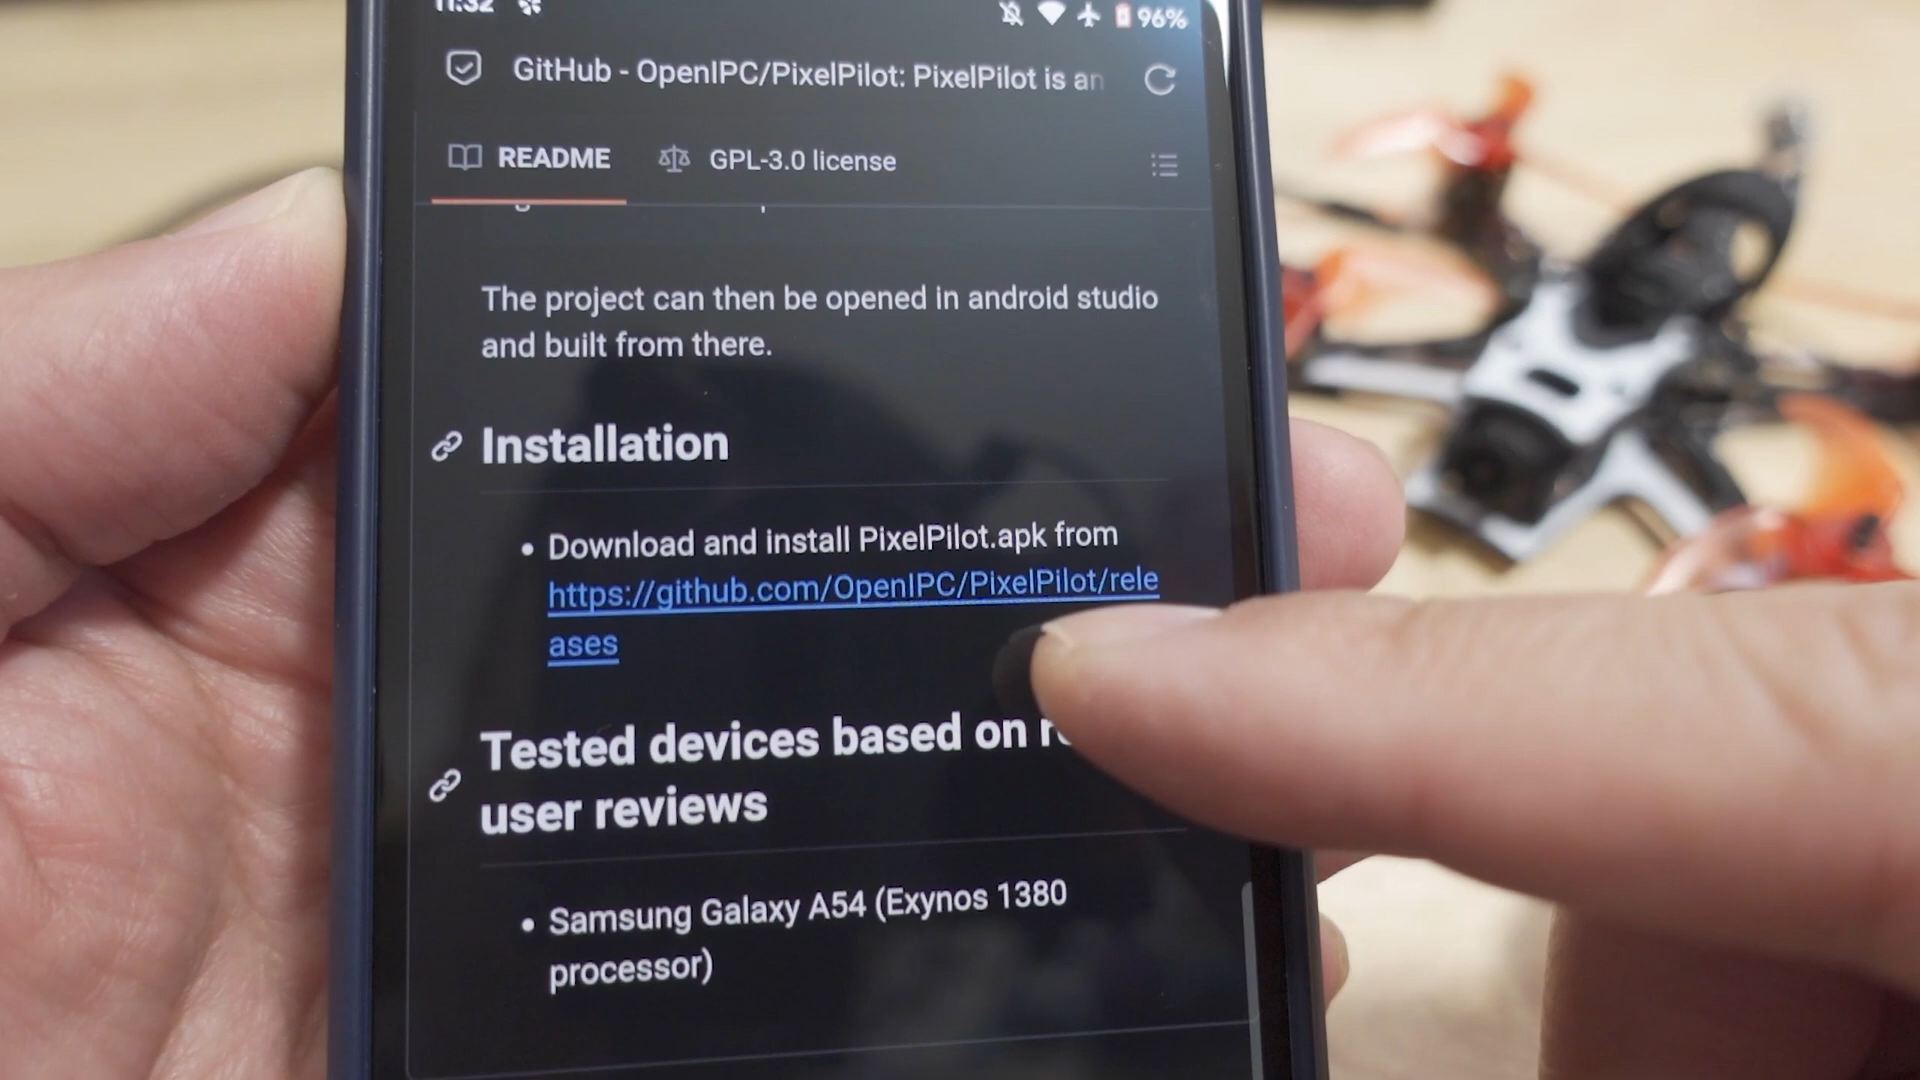 11:32
96%
GitHub - OpenIPC/PixelPilot: PixelPilot is an
README GPL-3.0 license
The project can then be opened in android studio
and built from there.
Installation
• Download and install PixelPilot.apk from
https://github.com/OpenIPC/PixelPilot/rele
ases
Tested devices based on
user reviews
• Samsung Galaxy A54 (Exynos 1380
processor)